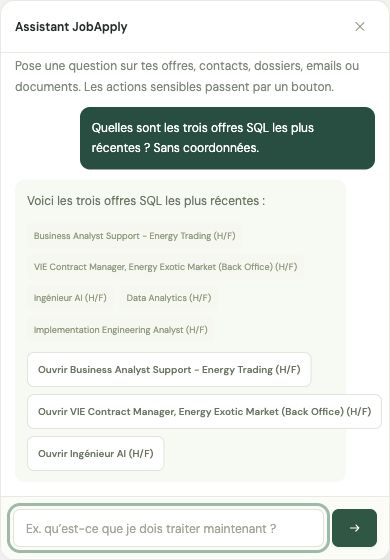 Assistant JobApply
Pose une question sur tes offres, contacts, dossiers, emails ou
documents. Les actions sensibles passent par un bouton.
Quelles sont les trois offres SQL les plus
récentes ? Sans coordonnées.
Voici les trois offres SQL les plus récentes :
Business Analyst Support - Energy Trading (H/F)
VIE Contract Manager, Energy Exotic Market (Back Office) (H/F)
Ingénieur AI (H/F) Data Analytics (H/F)
Implementation Engineering Analyst (H/F)
Ouvrir Business Analyst Support - Energy Trading (H/F)
Ouvrir VIE Contract Manager, Energy Exotic Market (Back Office) (H/F)
Ouvrir Ingénieur AI (H/F)
Ex. qu'est-ce que je dois traiter maintenant ?